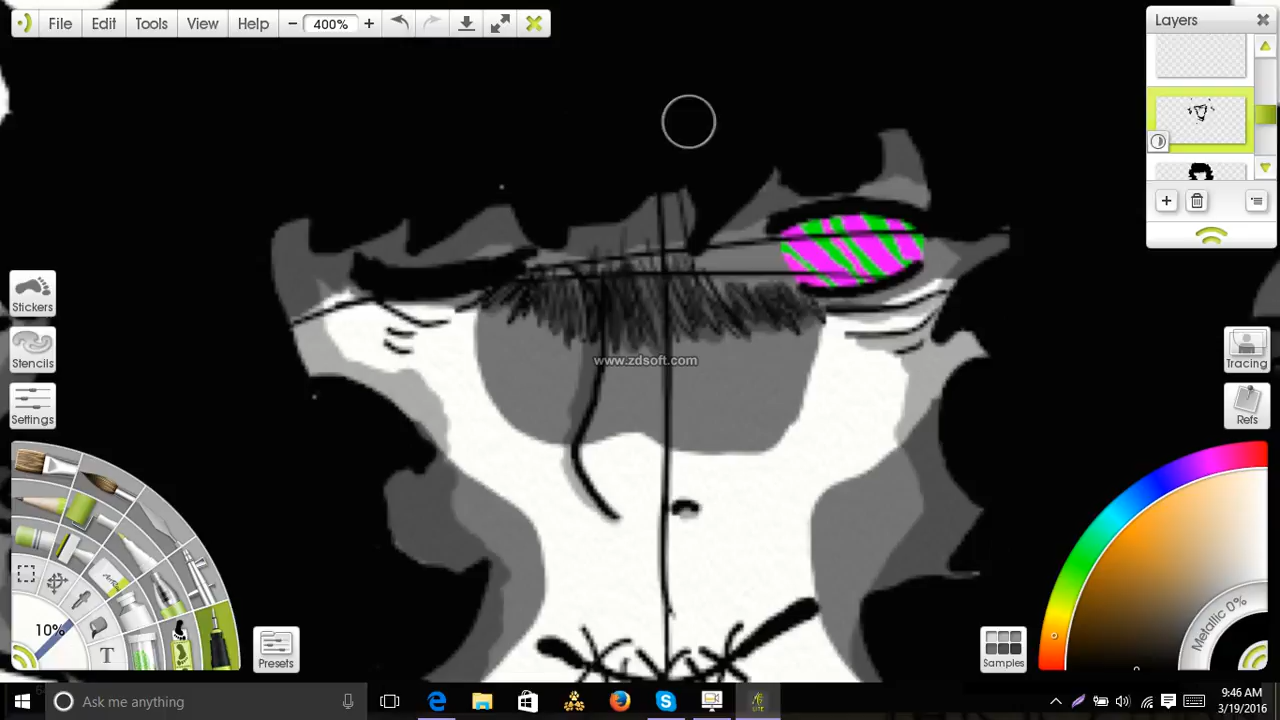 File Edit Tools View Help − 400% +
Layers
Stickers
www.zdsoft.com
Stencils
Tracing
Settings
Refs
10%
T
Metallic 0%
Presets
Samples
Ask me anything
LITE
9:46 AM
3/19/2016